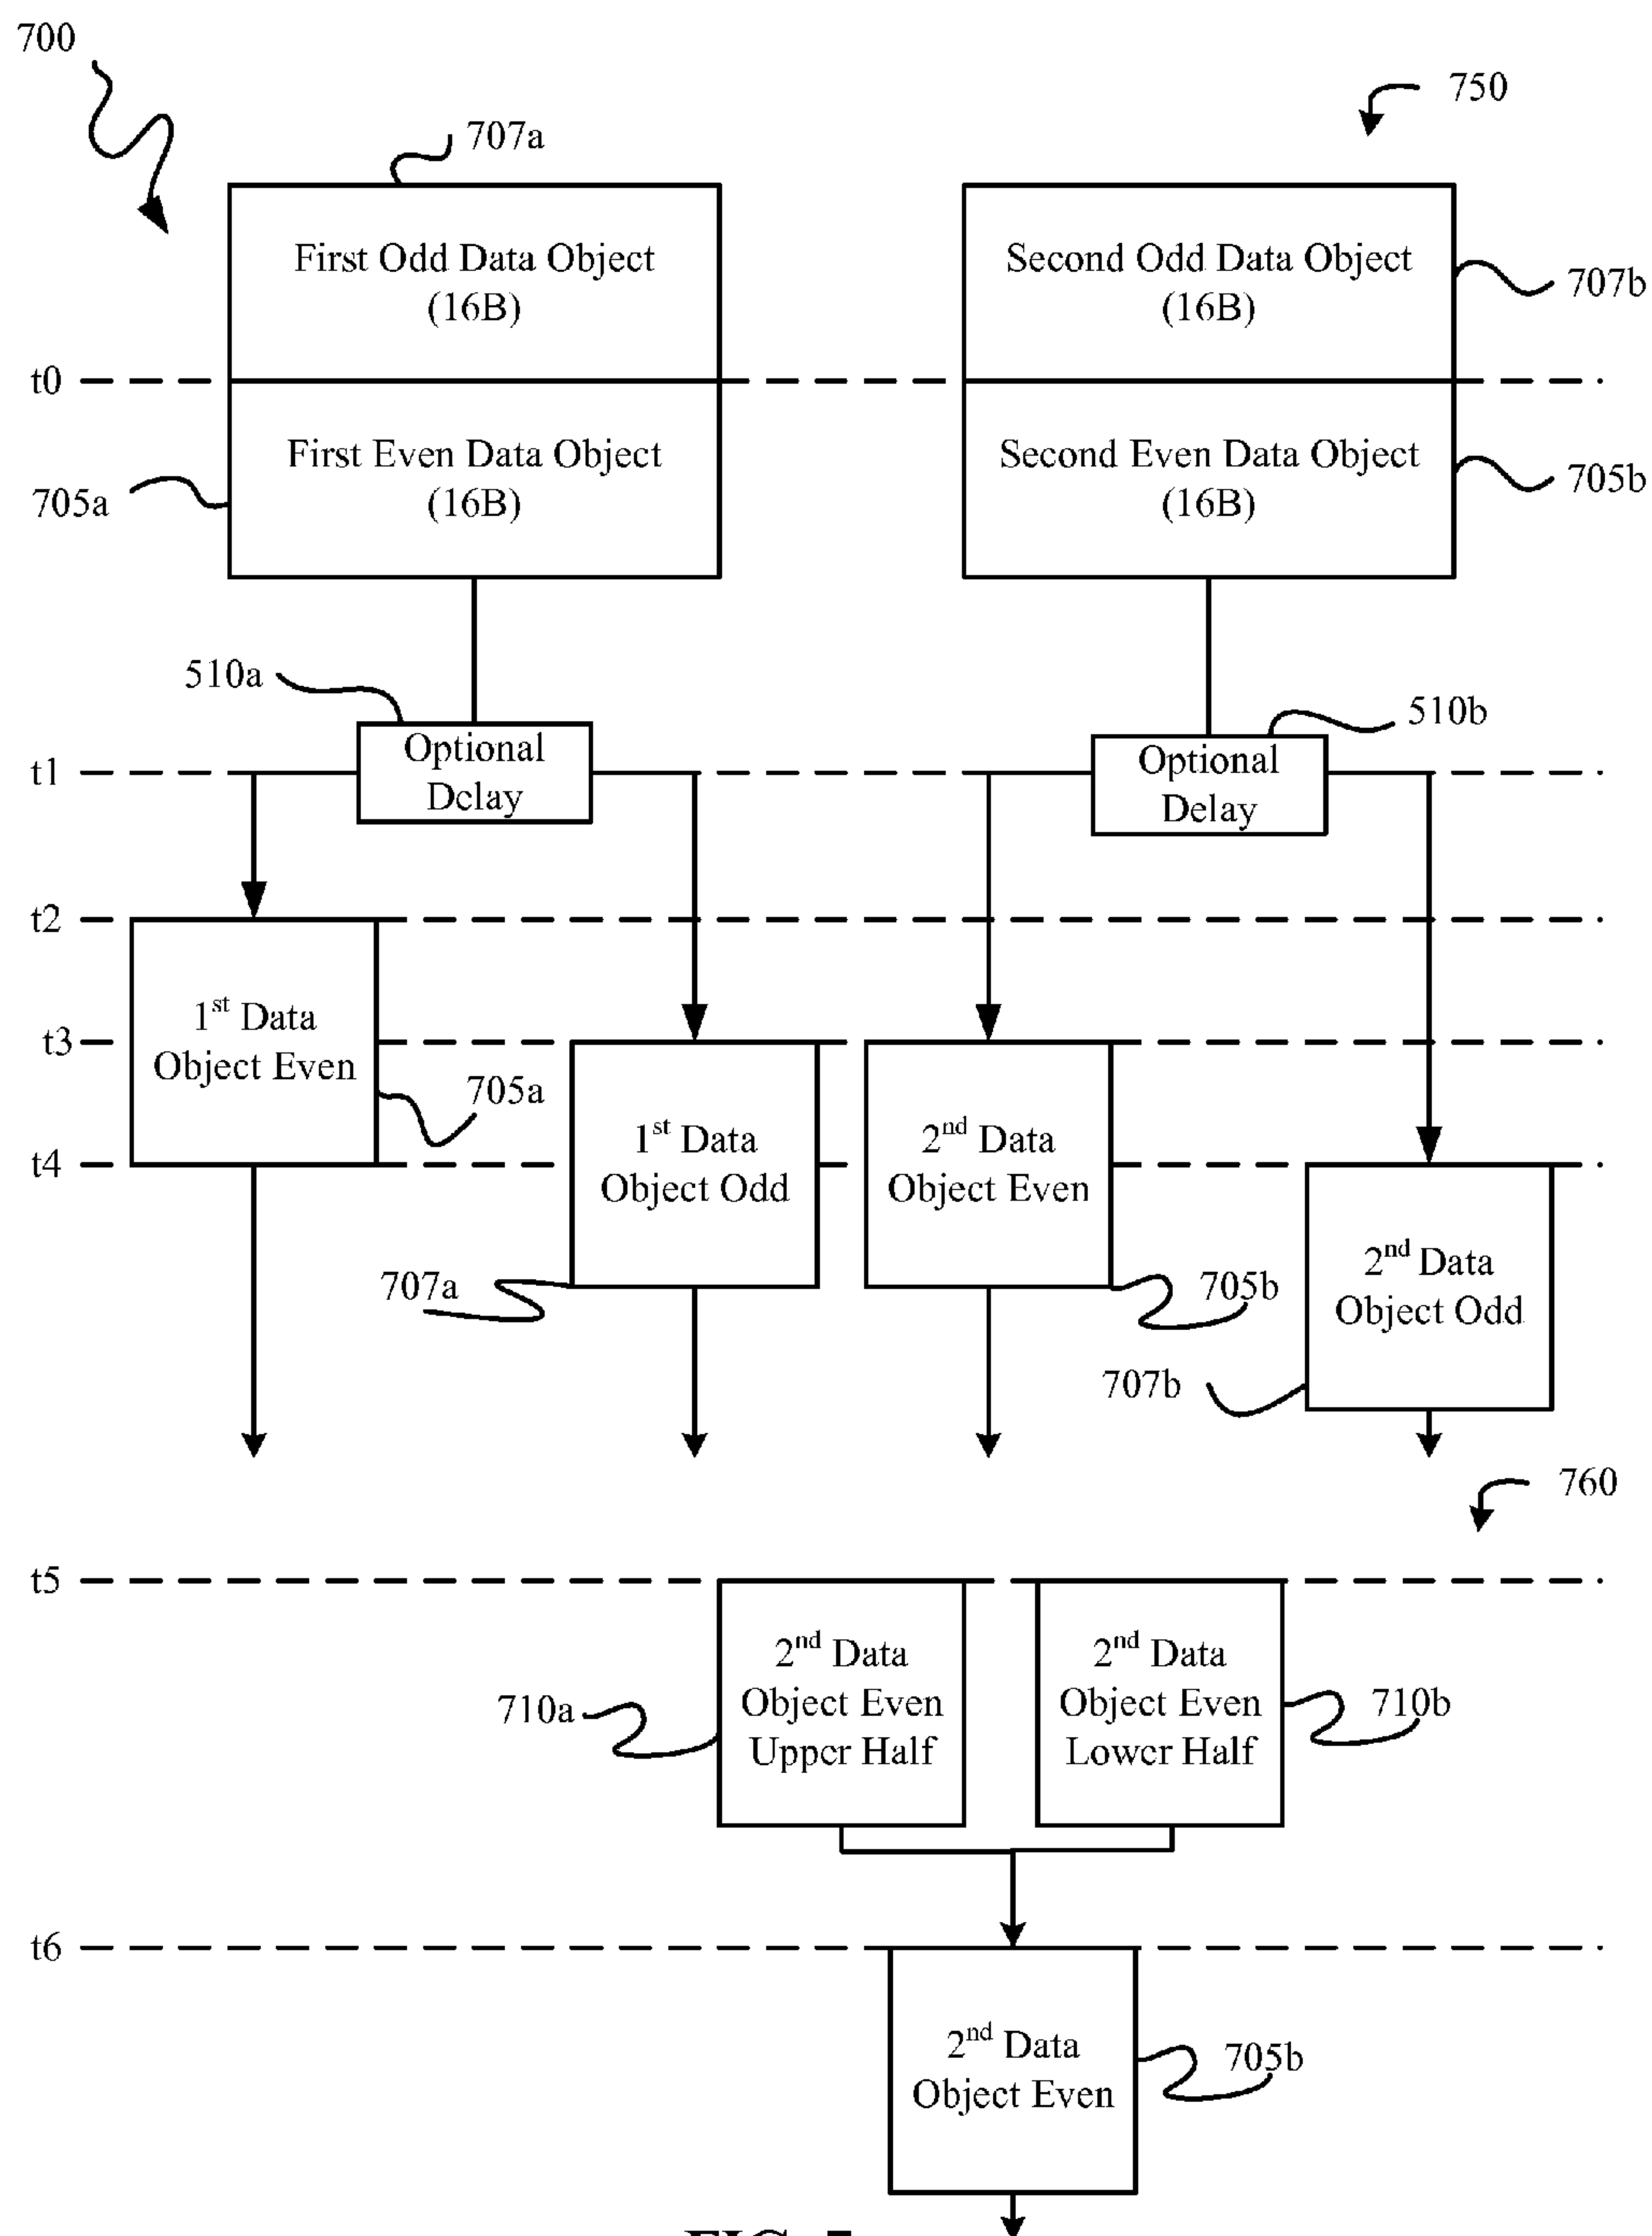 700
750
707a
First Odd Data Object
(16B)
Second Odd Data Object
(16B)
707b
t0
First Even Data Object
(16B)
Second Even Data Object
(16B)
705a
705b
510a
510b
Optional
Delay
Optional
Delay
t1
t2
1st Data
Object Even
t3
705a
1st Data
Object Odd
2nd Data
Object Even
t4
2nd Data
Object Odd
707a
705b
707b
760
t5
2nd Data
Object Even
Upper Half
2nd Data
Object Even
Lower Half
710a
710b
t6
2nd Data
Object Even
705b
FIG. 7